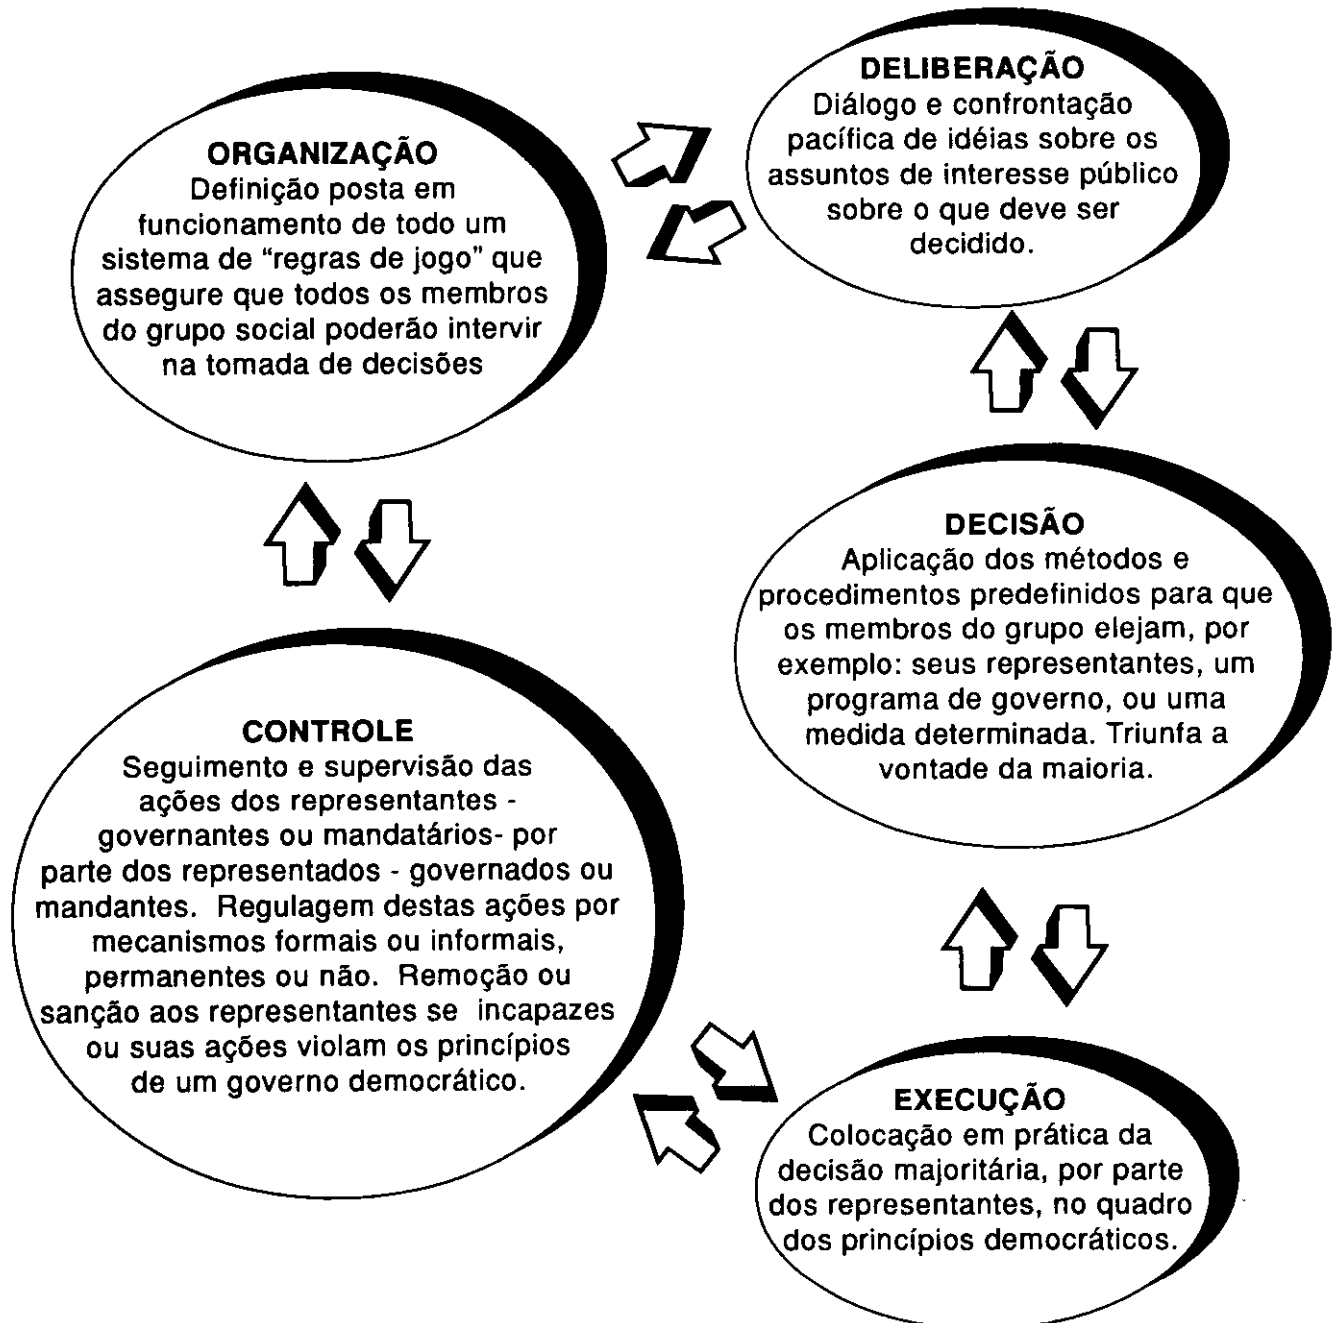 ORGANIZAÇÃO
Definição posta em
funcionamento de todo um
sistema de “regras de jogo” que
assegure que todos os membros
do grupo social poderão intervir
na tomada de decisões
DELIBERAÇÃO
Diálogo e confrontação
pacífica de idéias sobre os
assuntos de interesse público
sobre o que deve ser
decidido.
DECISÃO
Aplicação dos métodos e
procedimentos predefinidos para que
os membros do grupo elejam, por
exemplo: seus representantes, um
programa de governo, ou uma
medida determinada. Triunfa a
vontade da maioria.
CONTROLE
Seguimento e supervisão das
ações dos representantes -
governantes ou mandatários- por
parte dos representados - governados ou
mandantes. Regulagem destas ações por
mecanismos formais ou informais,
permanentes ou não. Remoção ou
sanção aos representantes se incapazes
ou suas ações violam os princípios
de um governo democrático.
EXECUÇÃO
Colocação em prática da
decisão majoritária, por parte
dos representantes, no quadro
dos princípios democráticos.